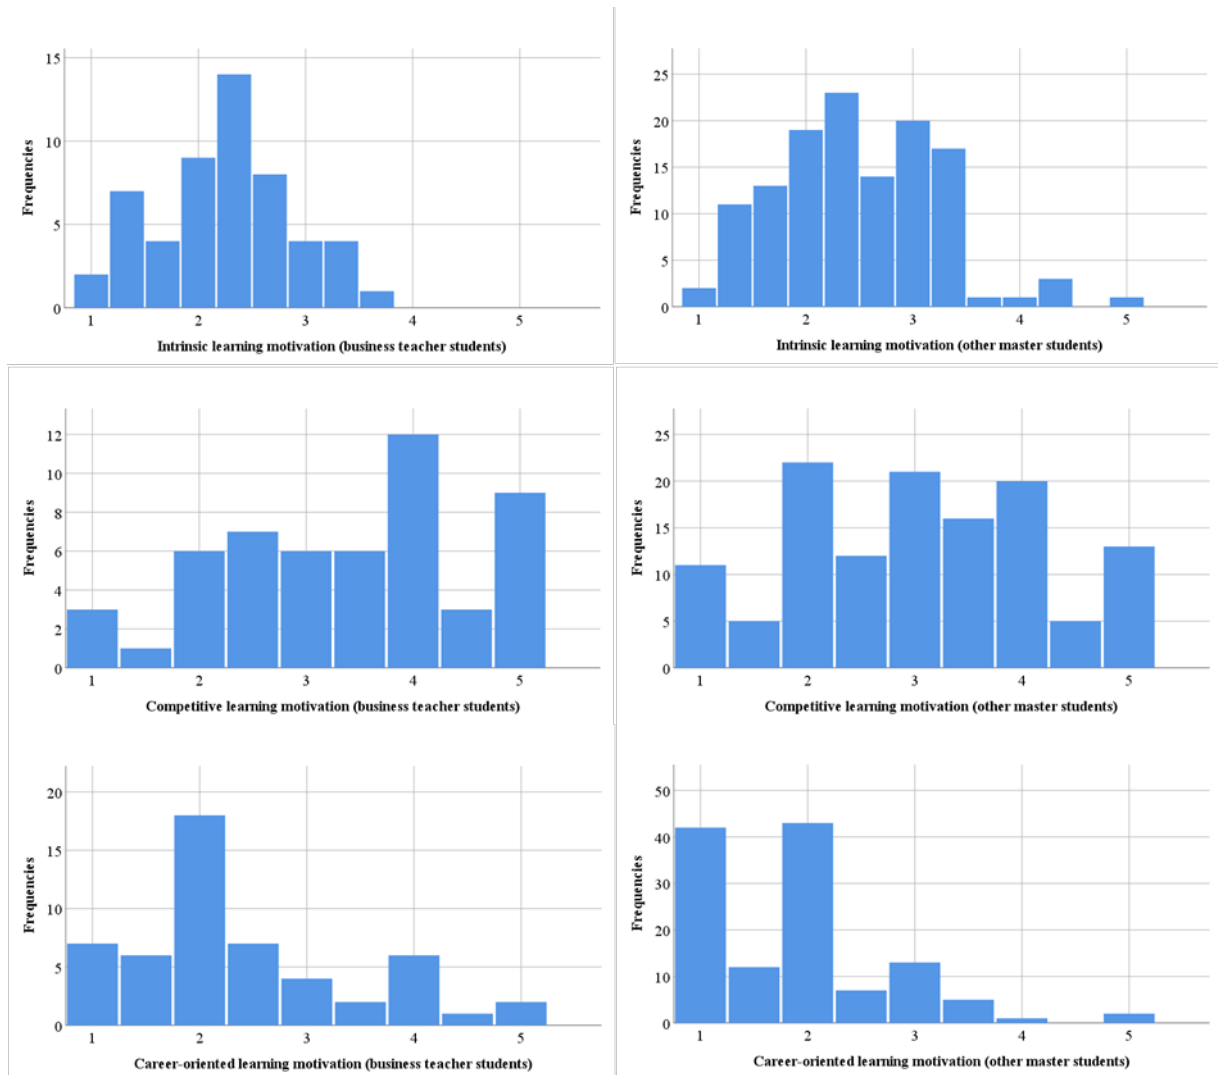 15
10
5
0
Frequencies
1 2 3 4 5
Intrinsic learning motivation (business teacher students)
25
20
15
10
5
0
Frequencies
1 2 3 4 5
Intrinsic learning motivation (other master students)
12
10
8
6
4
2
0
Frequencies
1 2 3 4 5
Competitive learning motivation (business teacher students)
25
20
15
10
5
0
Frequencies
1 2 3 4 5
Competitive learning motivation (other master students)
20
15
10
5
0
Frequencies
1 2 3 4 5
Career-oriented learning motivation (business teacher students)
50
40
30
20
10
0
Frequencies
1 2 3 4 5
Career-oriented learning motivation (other master students)